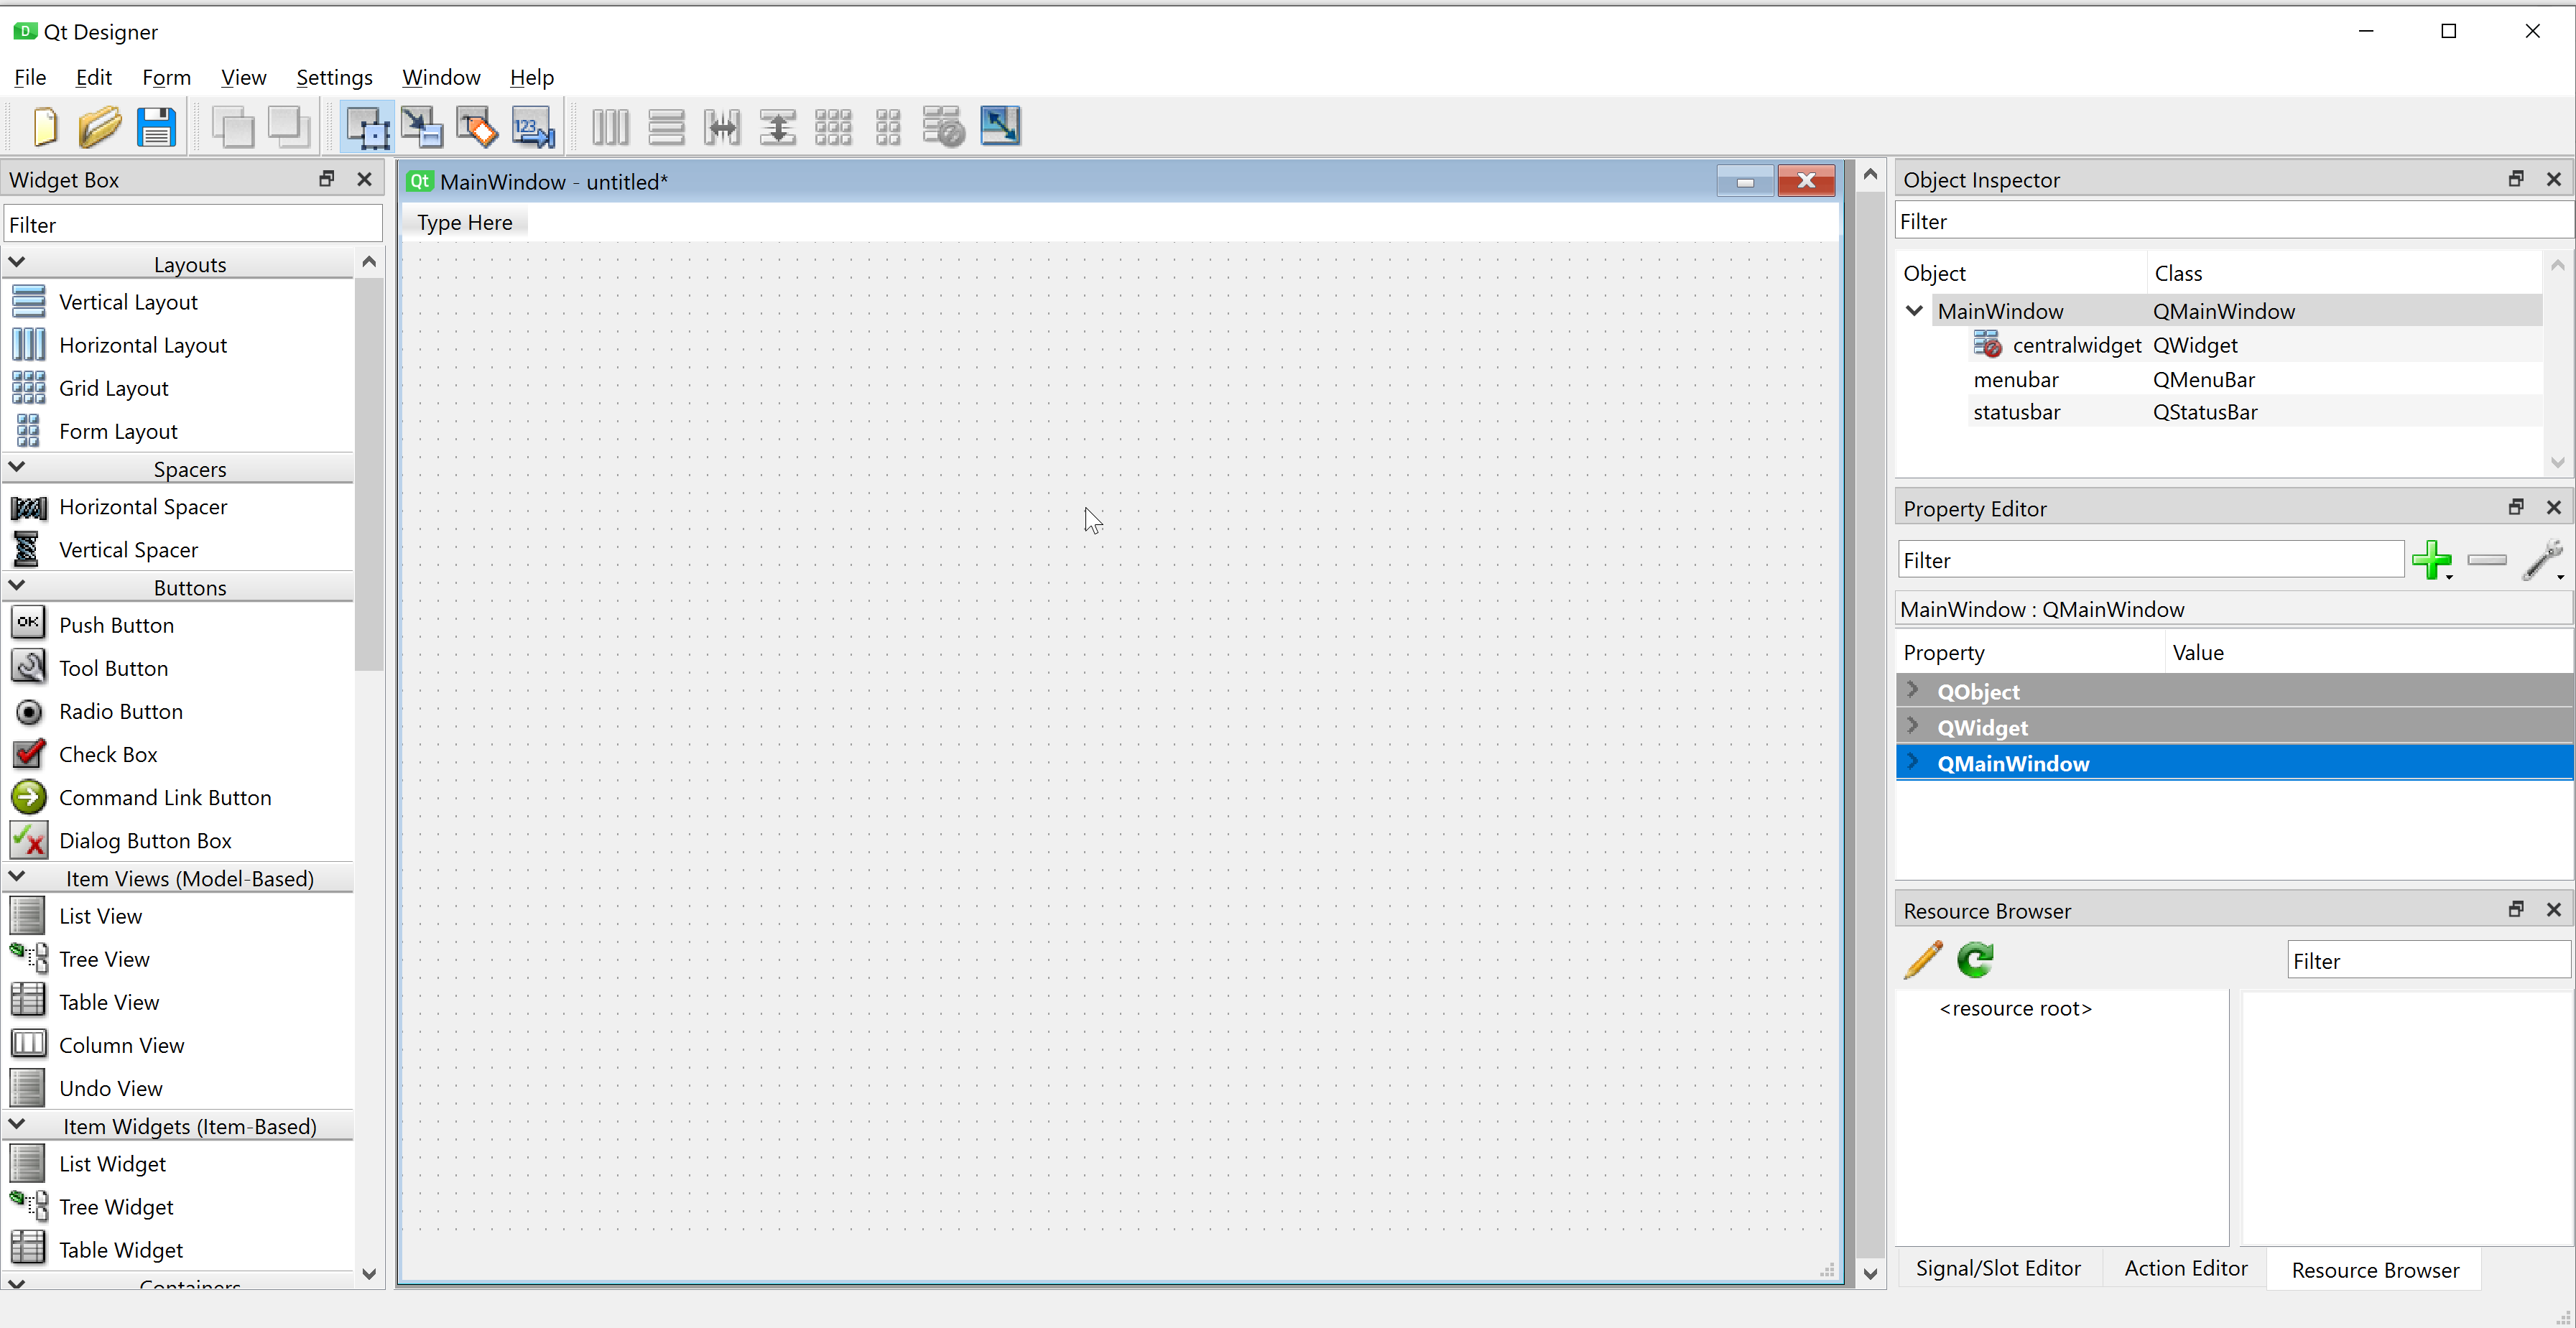 Qt Designer
File Edit Form View Settings Window Help
Widget Box
Filter
Layouts
Vertical Layout
Horizontal Layout
Grid Layout
Form Layout
Spacers
Horizontal Spacer
Vertical Spacer
Buttons
OK Push Button
Tool Button
Radio Button
Check Box
Command Link Button
Dialog Button Box
Item Views (Model-Based)
List View
Tree View
Table View
Column View
Undo View
Item Widgets (Item-Based)
List Widget
Tree Widget
Table Widget
Containers
Qt MainWindow - untitled*
Type Here
Object Inspector
Filter
Object Class
MainWindow QMainWindow
centralwidget QWidget
menubar QMenuBar
statusbar QStatusBar
Property Editor
Filter
MainWindow : QMainWindow
Property Value
QObject
QWidget
QMainWindow
Resource Browser
Filter
<resource root>
Signal/Slot Editor Action Editor Resource Browser
D
123